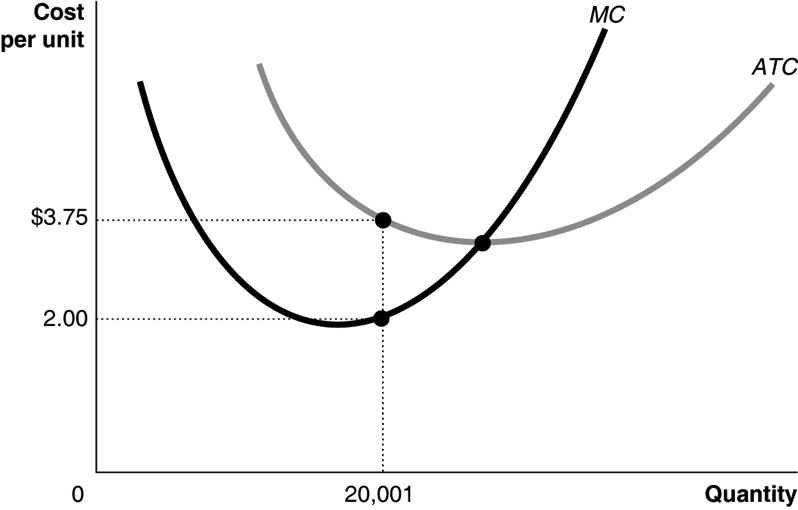 Cost
per unit
MC
ATC
$3.75
2.00
0
20,001
Quantity